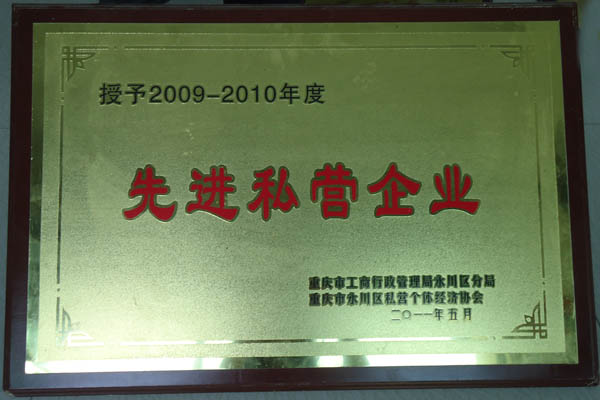 授予2009-2010年度
先进私营企业
重庆市工商行政管理局永川区分局
重庆市永川区私营个体经济协会
二〇一一年五月